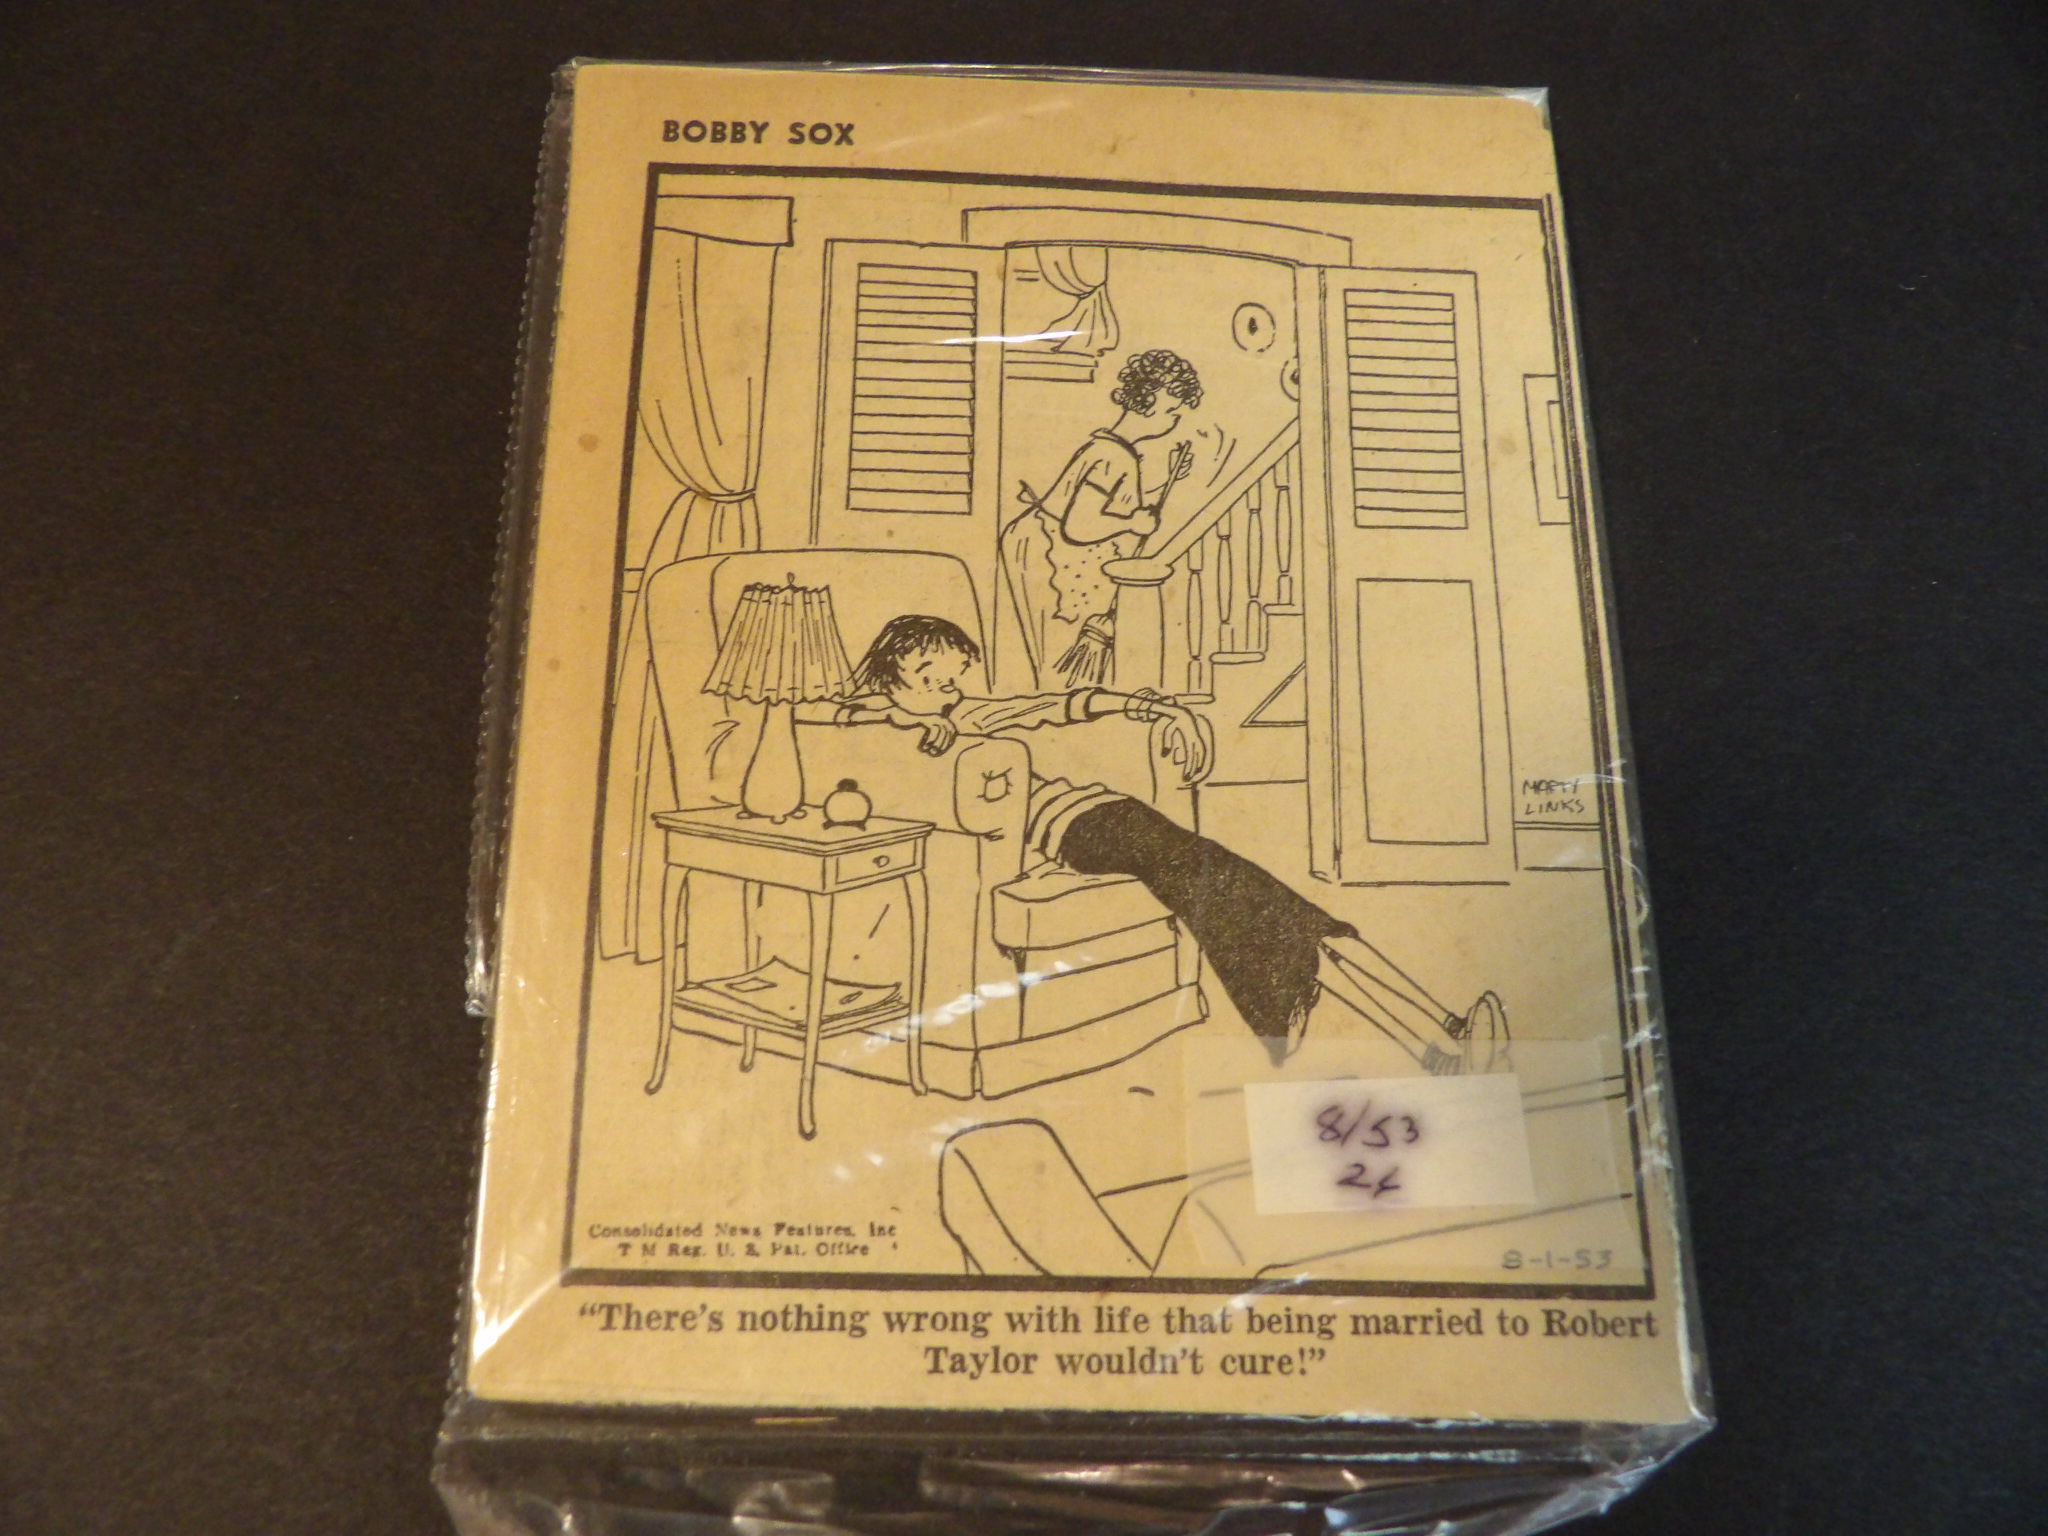 BOBBY SOX
MARTY
LINKS
8/53
24
Consolidated News Features, Inc
T M Reg. U. S. Pat. Office
8-1-53
"There's nothing wrong with life that being married to Robert
Taylor wouldn't cure!"